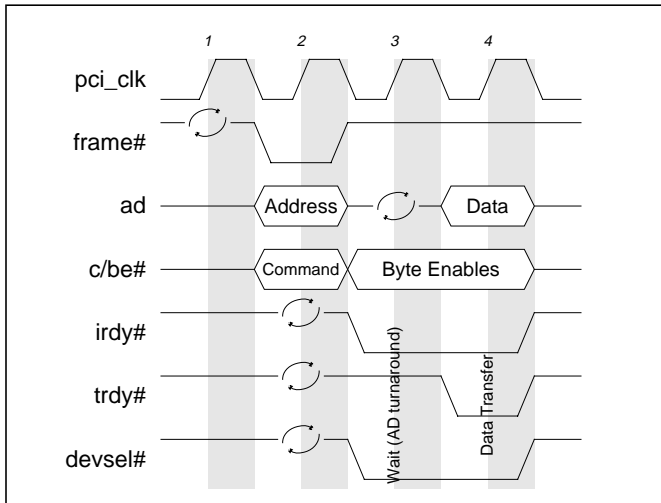 1 2 3 4
pci_clk
frame#
ad Address Data
c/be# Command Byte Enables
irdy#
trdy#
devsel#
Wait (AD turnaround)
Data Transfer